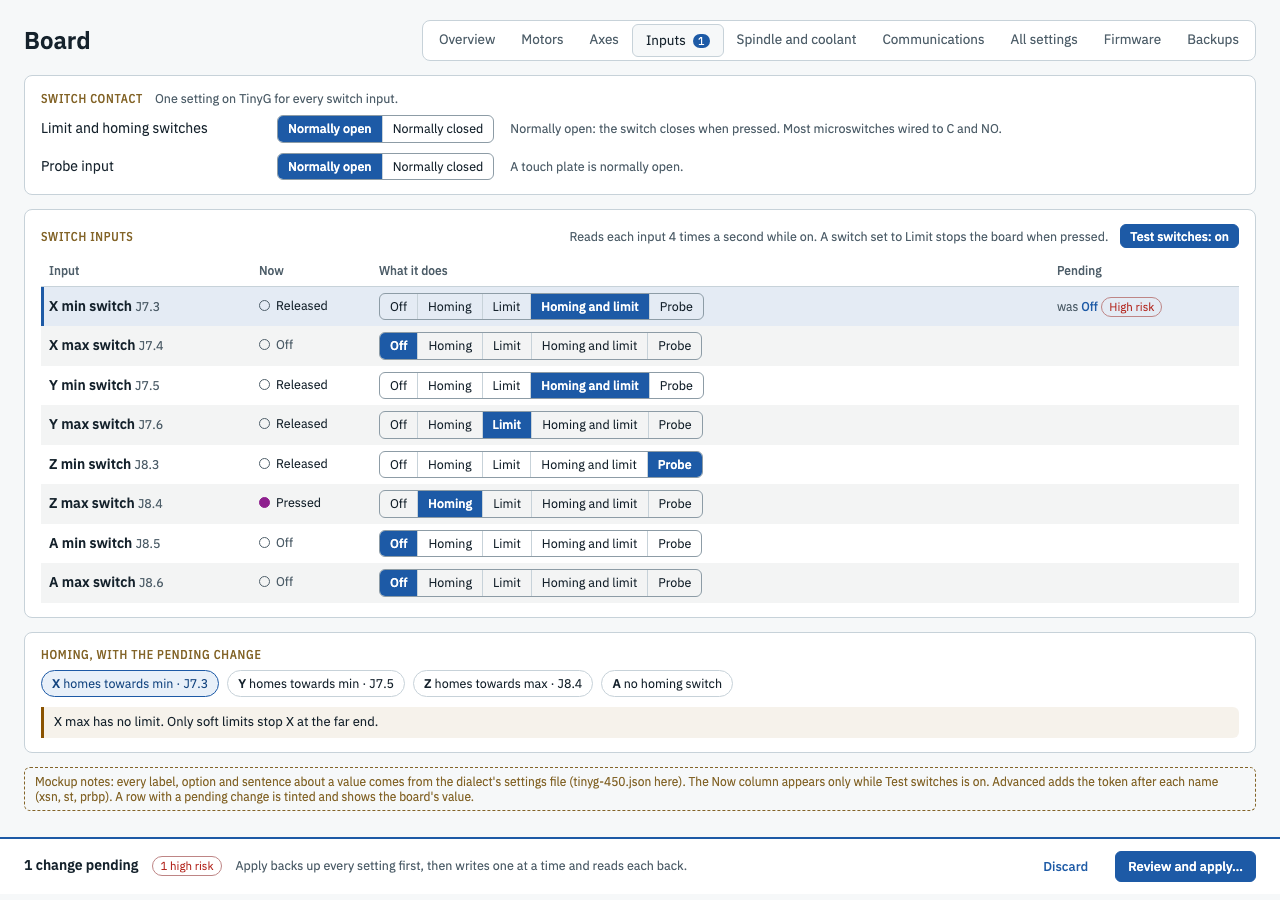 Board
Overview Motors Axes Inputs 1 Spindle and coolant Communications All settings Firmware Backups
SWITCH CONTACT One setting on TinyG for every switch input.
Limit and homing switches Normally open Normally closed Normally open: the switch closes when pressed. Most microswitches wired to C and NO.
Probe input Normally open Normally closed A touch plate is normally open.
SWITCH INPUTS Reads each input 4 times a second while on. A switch set to Limit stops the board when pressed. Test switches: on
Input Now What it does Pending
X min switch J7.3 Released Off Homing Limit Homing and limit Probe was Off High risk
X max switch J7.4 Off Off Homing Limit Homing and limit Probe
Y min switch J7.5 Released Off Homing Limit Homing and limit Probe
Y max switch J7.6 Released Off Homing Limit Homing and limit Probe
Z min switch J8.3 Released Off Homing Limit Homing and limit Probe
Z max switch J8.4 Pressed Off Homing Limit Homing and limit Probe
A min switch J8.5 Off Off Homing Limit Homing and limit Probe
A max switch J8.6 Off Off Homing Limit Homing and limit Probe
HOMING, WITH THE PENDING CHANGE
X homes towards min · J7.3 Y homes towards min · J7.5 Z homes towards max · J8.4 A no homing switch
X max has no limit. Only soft limits stop X at the far end.
Mockup notes: every label, option and sentence about a value comes from the dialect's settings file (tinyg-450.json here). The Now column appears only while Test switches is on. Advanced adds the token after each name
(xsn, st, prbp). A row with a pending change is tinted and shows the board's value.
1 change pending 1 high risk Apply backs up every setting first, then writes one at a time and reads each back. Discard Review and apply...